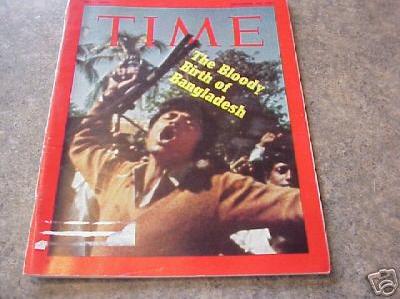 TIME
The Bloody
Birth of
Bangladesh